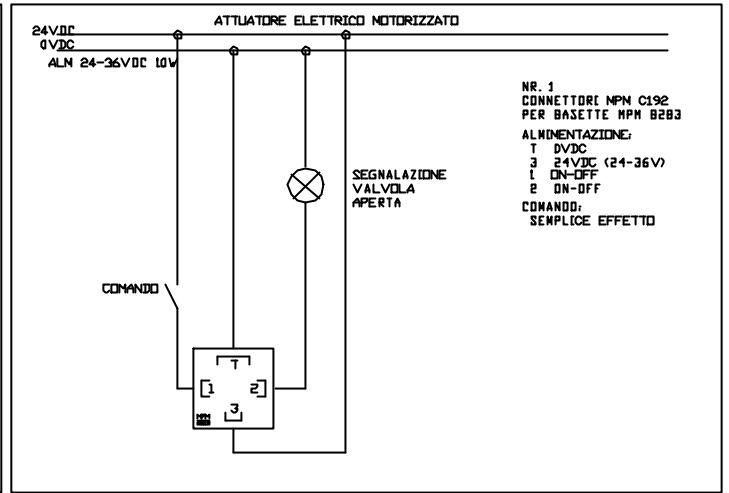 ATTUATORE ELETTRICO MOTORIZZATO
24VDC
0VDC
ALM 24-36VDC 10W
NR. 1
CONNETTORE MPM C192
PER BASETTE MPM B283
ALIMENTAZIONE:
T 0VDC
3 24VDC (24-36V)
1 ON-OFF
2 ON-OFF
COMANDO:
SEMPLICE EFFETTO
SEGNALAZIONE
VALVOLA
APERTA
COMANDO
T
1 2
3
MPM